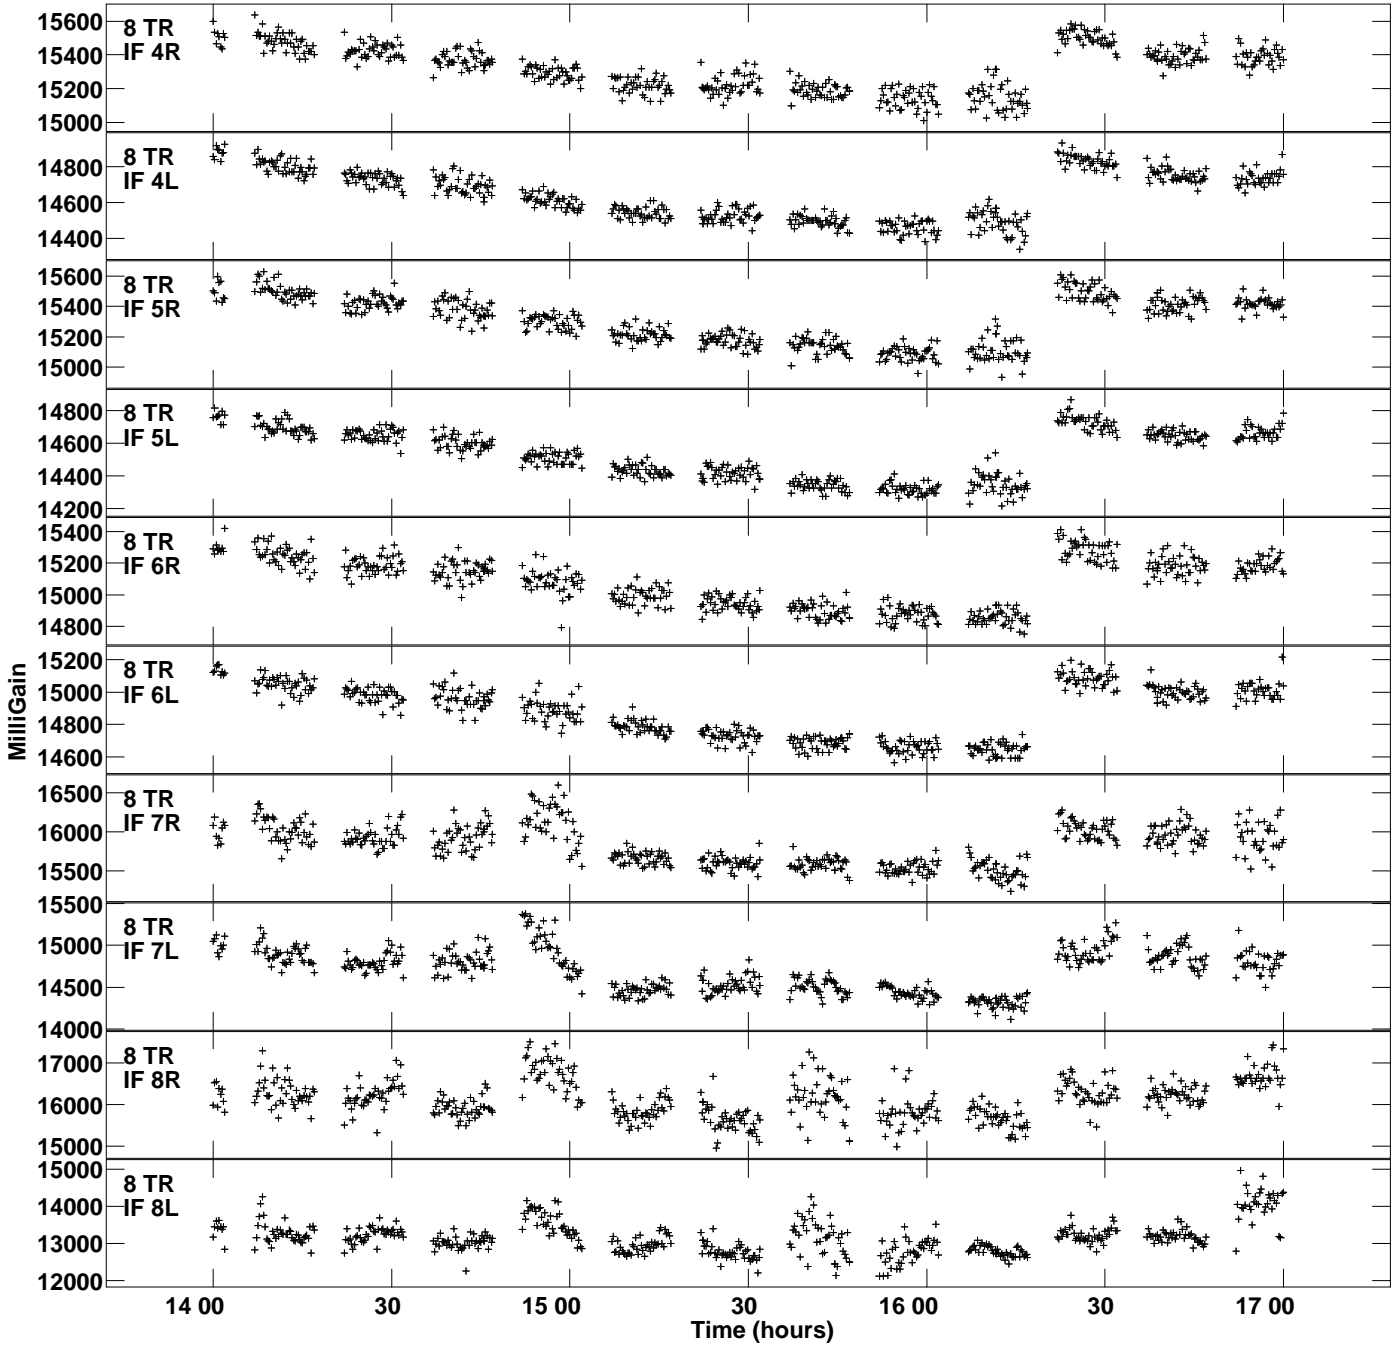 15600
15400
15200
15000
8 TR
IF 4R
14800
14600
14400
8 TR
IF 4L
15600
15400
15200
15000
8 TR
IF 5R
14800
14600
14400
14200
8 TR
IF 5L
15400
15200
15000
14800
8 TR
IF 6R
15200
15000
14800
14600
8 TR
IF 6L
16500
16000
15500
8 TR
IF 7R
15500
15000
14500
14000
8 TR
IF 7L
17000
16000
15000
8 TR
IF 8R
15000
14000
13000
12000
8 TR
IF 8L
MilliGain
14 00 30 15 00 30 16 00 30 17 00
Time (hours)